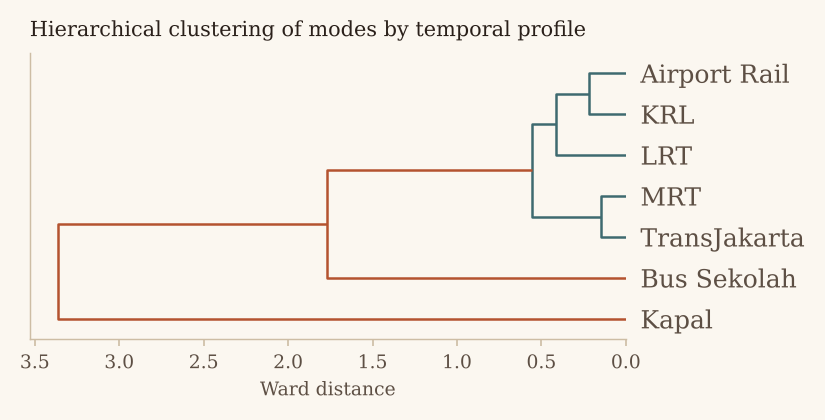 Hierarchical clustering of modes by temporal profile
Airport Rail
KRL
LRT
MRT
TransJakarta
Bus Sekolah
Kapal
3.5 3.0 2.5 2.0 1.5 1.0 0.5 0.0
Ward distance